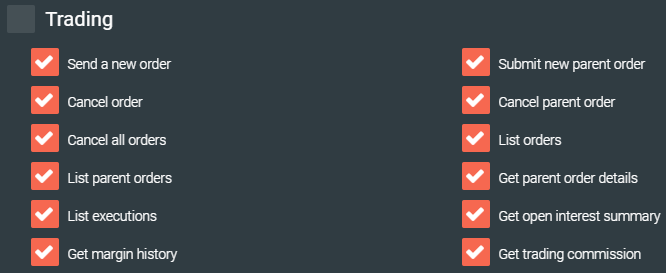 Trading
Send a new order
Submit new parent order
Cancel order
Cancel parent order
Cancel all orders
List orders
List parent orders
Get parent order details
List executions
Get open interest summary
Get margin history
Get trading commission